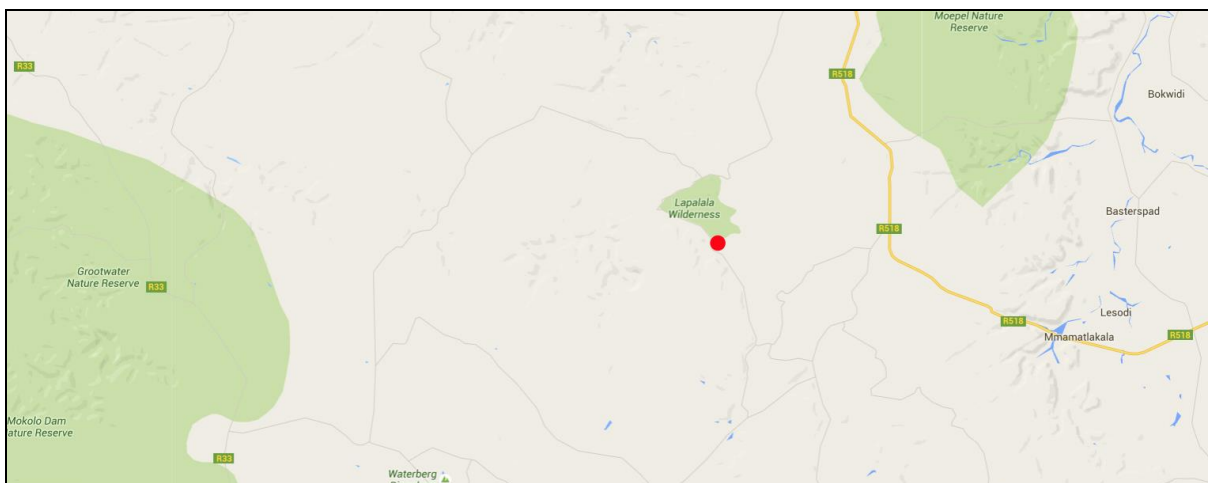 Moepel Nature
Reserve
R33
R518
Bokwidi
Lapalala
Wilderness
Basterspad
R518
Grootwater
Nature Reserve
R33
Lesodi
R518
Mmamatlakala
R518
Mokolo Dam
ature Reserve
R33
Waterberg